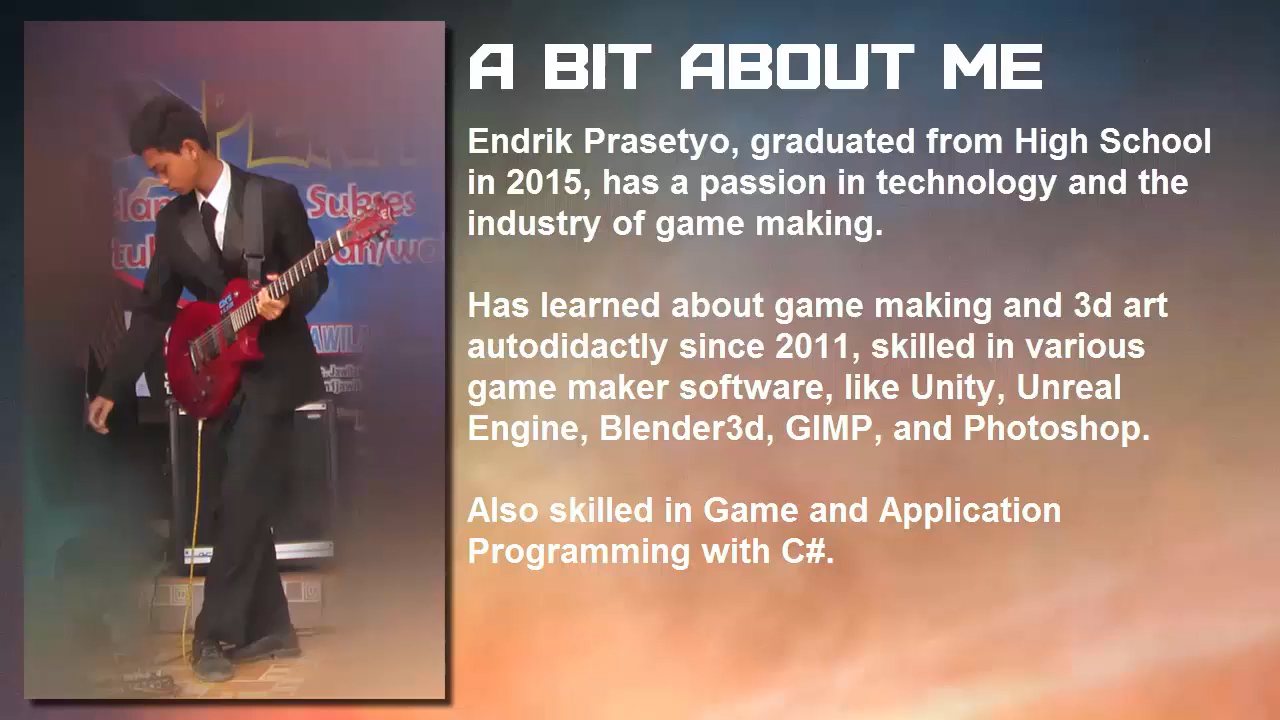 A BIT ABOUT ME
Endrik Prasetyo, graduated from High School
in 2015, has a passion in technology and the
industry of game making.
Has learned about game making and 3d art
autodidactly since 2011, skilled in various
game maker software, like Unity, Unreal
Engine, Blender3d, GIMP, and Photoshop.
Also skilled in Game and Application
Programming with C#.
Sukses